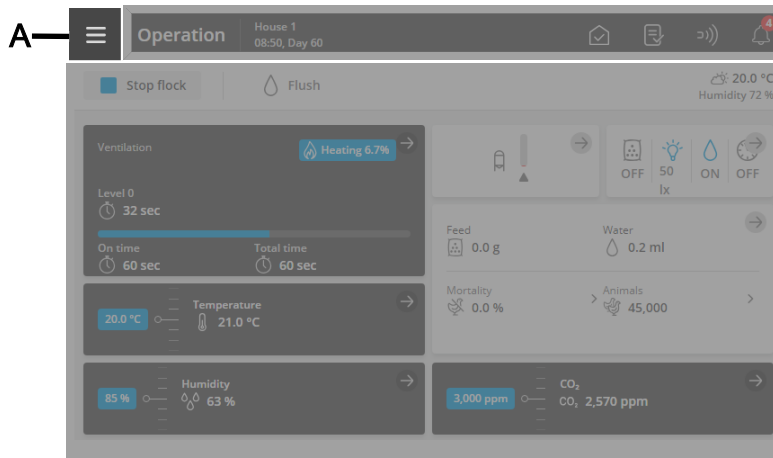 A
Operation
House 1
08:50, Day 60
4
Stop flock
Flush
20.0 °C
Humidity 72 %
Ventilation
Heating 6.7%
Level 0
32 sec
On time
60 sec
Total time
60 sec
20.0 °C
Temperature
21.0 °C
85 %
Humidity
63 %
OFF
50
lx
ON
OFF
Feed
0.0 g
Water
0.2 ml
Mortality
0.0 %
Animals
45,000
3,000 ppm
CO₂
CO₂ 2,570 ppm